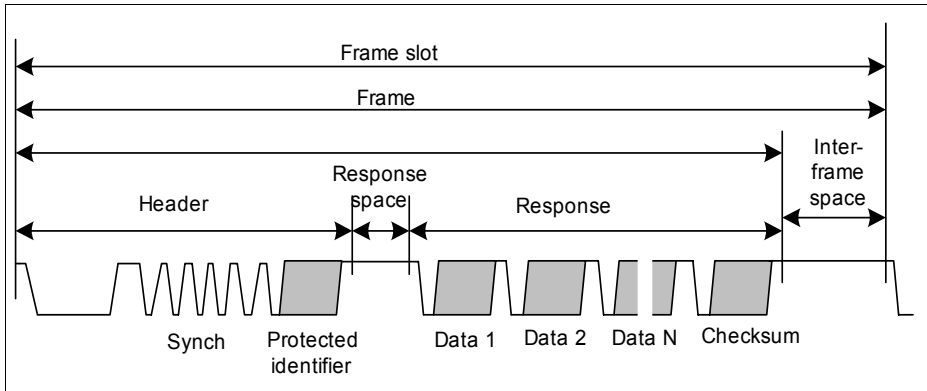 Frame slot
Frame
Inter-
frame
space
Response
space
Header
Response
Synch
Protected
identifier
Data 1
Data 2
Data N
Checksum